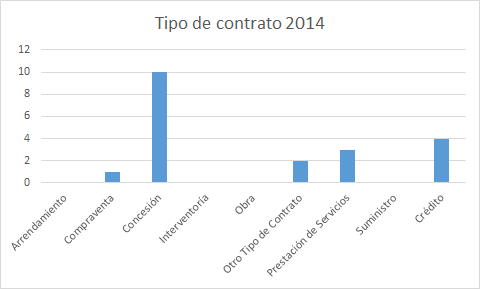 Tipo de contrato 2014
12
10
8
6
4
2
0
Arrendamiento
Compraventa
Concesión
Interventoría
Obra
Otro Tipo de Contrato
Prestación de Servicios
Suministro
Crédito